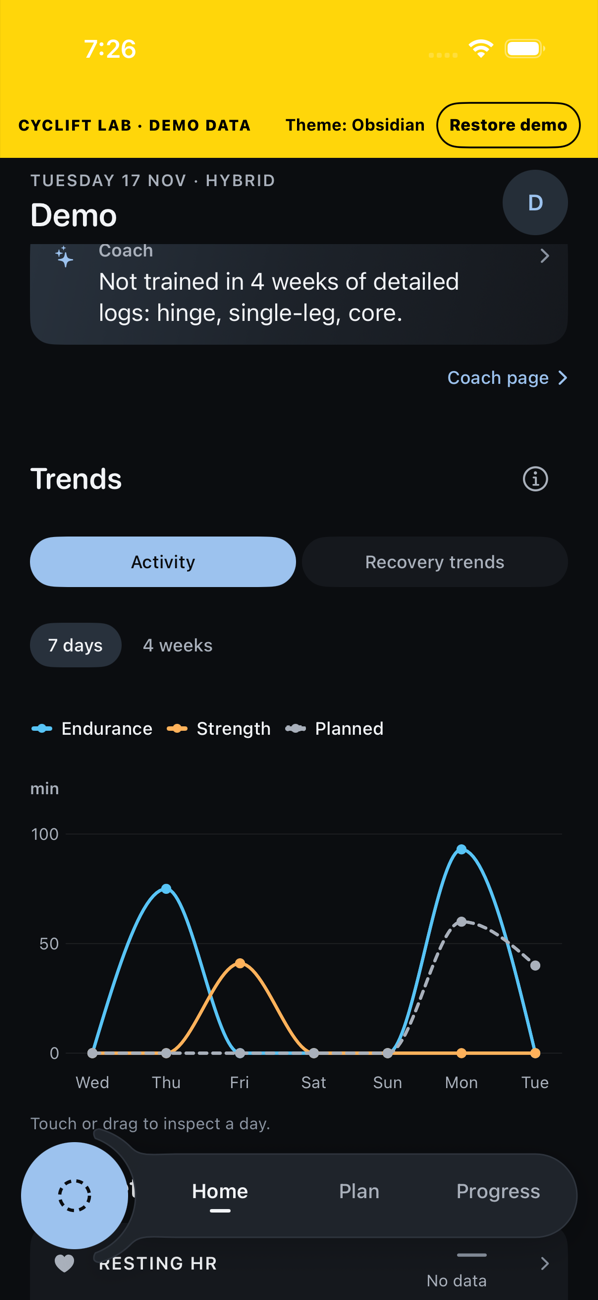 7:26
CYCLIFT LAB · DEMO DATA
Theme: Obsidian
Restore demo
TUESDAY 17 NOV · HYBRID
Demo
D
Coach
Not trained in 4 weeks of detailed
logs: hinge, single-leg, core.
Coach page
Trends
Activity
Recovery trends
7 days
4 weeks
Endurance
Strength
Planned
min
100
50
0
Wed
Thu
Fri
Sat
Sun
Mon
Tue
Touch or drag to inspect a day.
Home
Plan
Progress
RESTING HR
No data